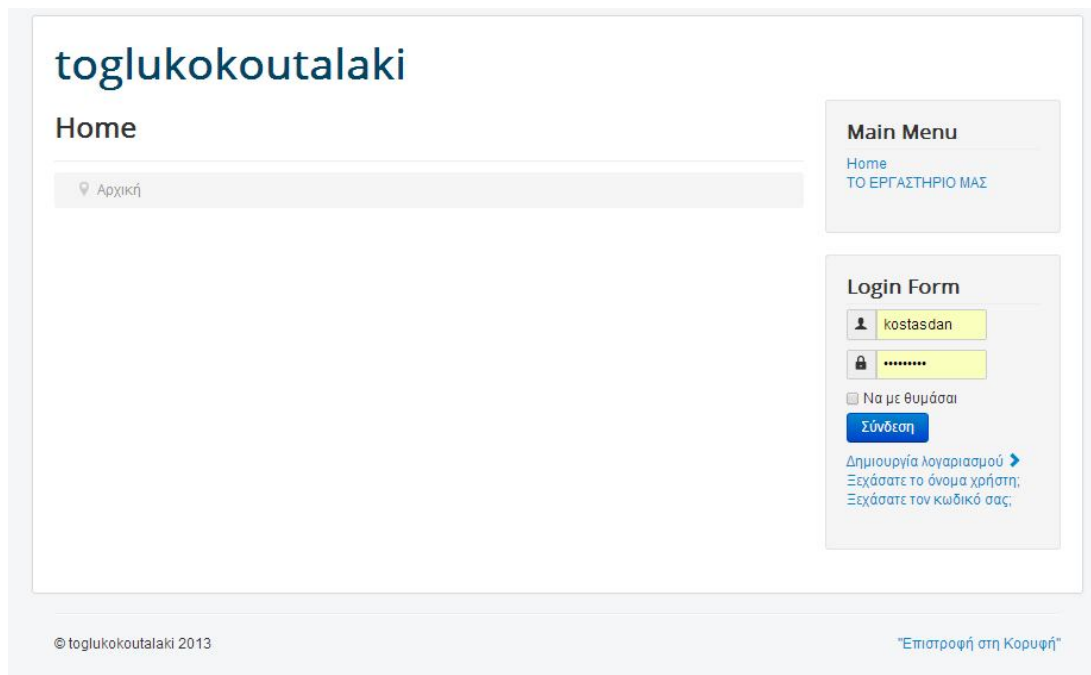 toglukokoutalaki
Home
Αρχική
Main Menu
Home
ΤΟ ΕΡΓΑΣΤΗΡΙΟ ΜΑΣ
Login Form
kostasdan
•••••••••
Να με θυμάσαι
Σύνδεση
Δημιουργία λογαριασμού
Ξεχάσατε το όνομα χρήστη;
Ξεχάσατε τον κωδικό σας;
© toglukokoutalaki 2013
"Επιστροφή στη Κορυφή"